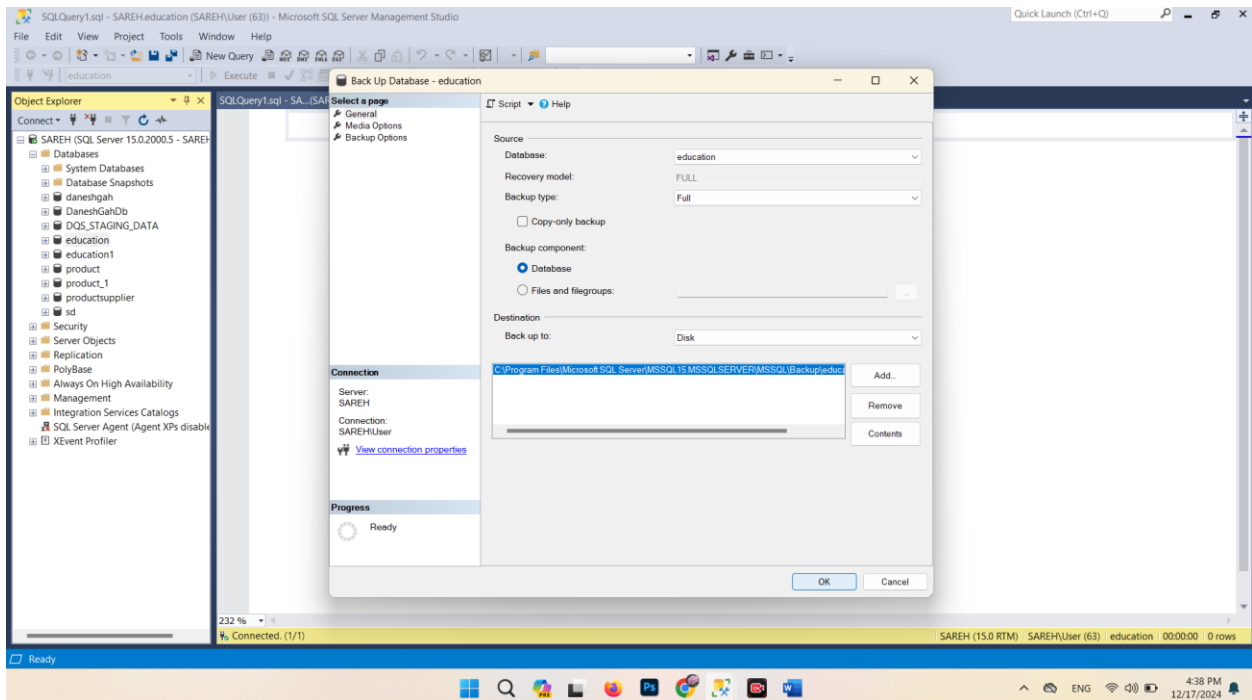 SQLQuery1.sql - SAREH.education (SAREH\User (63)) - Microsoft SQL Server Management Studio
Quick Launch (Ctrl+Q)
File Edit View Project Tools Window Help
New Query
education
Execute
Object Explorer
Connect
SAREH (SQL Server 15.0.2000.5 - SAREH
Databases
System Databases
Database Snapshots
daneshgah
DaneshGahDb
DQS_STAGING_DATA
education
education1
product
product_1
productsupplier
sd
Security
Server Objects
Replication
PolyBase
Always On High Availability
Management
Integration Services Catalogs
SQL Server Agent (Agent XPs disable
XEvent Profiler
SQLQuery1.sql - SA...(SAR
Back Up Database - education
Select a page
General
Media Options
Backup Options
Connection
Server:
SAREH
Connection:
SAREH\User
View connection properties
Progress
Ready
Script Help
Source
Database: education
Recovery model: FULL
Backup type: Full
Copy-only backup
Backup component:
Database
Files and filegroups: ...
Destination
Back up to: Disk
C:\Program Files\Microsoft SQL Server\MSSQL15.MSSQLSERVER\MSSQL\Backup\educa
Add...
Remove
Contents
OK Cancel
232 %
Connected. (1/1)
SAREH (15.0 RTM) SAREH\User (63) education 00:00:00 0 rows
Ready
Ps
ENG
4:38 PM
12/17/2024